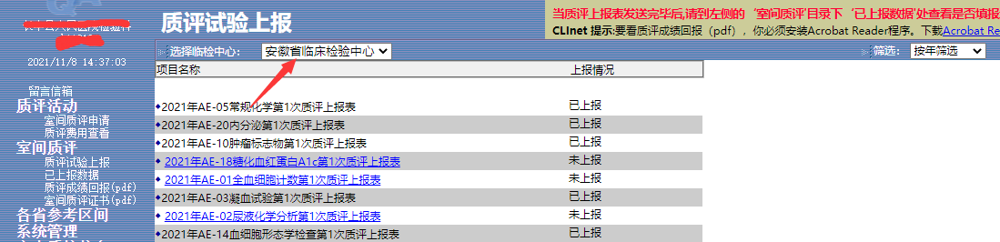 2021/11/8 14:37:03
留言信箱
质评活动
室间质评申请
质评费用查看
室间质评
质评试验上报
已上报数据
质评成绩回报(pdf)
室间质评证书(pdf)
各省参考区间
系统管理
质评试验上报
当质评上报表发送完毕后,请到左侧的 '室间质评'目录下 '已上报数据'处查看是否填报
CLInet 提示:要看质评成绩回报（pdf），你必须安装Acrobat Reader程序。下载Acrobat Re
选择临检中心： 安徽省临床检验中心 筛选： 按年筛选
项目名称 上报情况
2021年AE-05常规化学第1次质评上报表 已上报
2021年AE-20内分泌第1次质评上报表 已上报
2021年AE-10肿瘤标志物第1次质评上报表 已上报
2021年AE-18糖化血红蛋白A1c第1次质评上报表 未上报
2021年AE-01全血细胞计数第1次质评上报表 未上报
2021年AE-03凝血试验第1次质评上报表 已上报
2021年AE-02尿液化学分析第1次质评上报表 未上报
2021年AE-14血细胞形态学检查第1次质评上报表 已上报